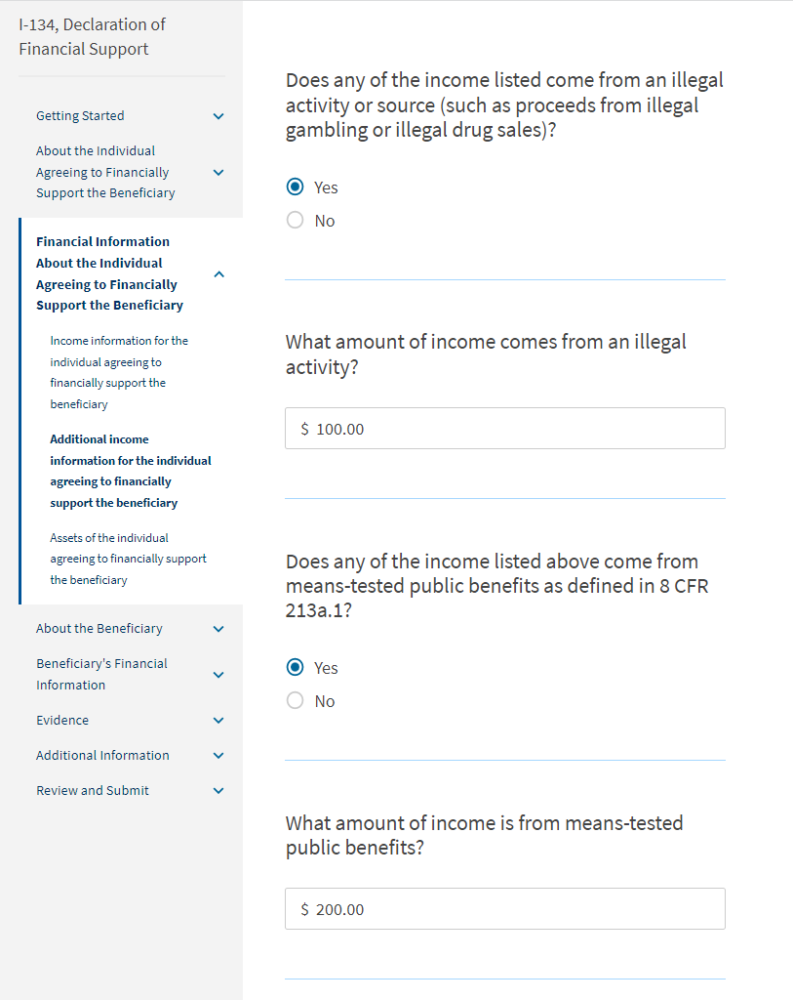 I-134, Declaration of
Financial Support
Getting Started
About the Individual
Agreeing to Financially
Support the Beneficiary
Financial Information
About the Individual
Agreeing to Financially
Support the Beneficiary
Income information for the
individual agreeing to
financially support the
beneficiary
Additional income
information for the individual
agreeing to financially
support the beneficiary
Assets of the individual
agreeing to financially support
the beneficiary
About the Beneficiary
Beneficiary's Financial
Information
Evidence
Additional Information
Review and Submit
Does any of the income listed come from an illegal
activity or source (such as proceeds from illegal
gambling or illegal drug sales)?
Yes
No
What amount of income comes from an illegal
activity?
$ 100.00
Does any of the income listed above come from
means-tested public benefits as defined in 8 CFR
213a.1?
Yes
No
What amount of income is from means-tested
public benefits?
$ 200.00